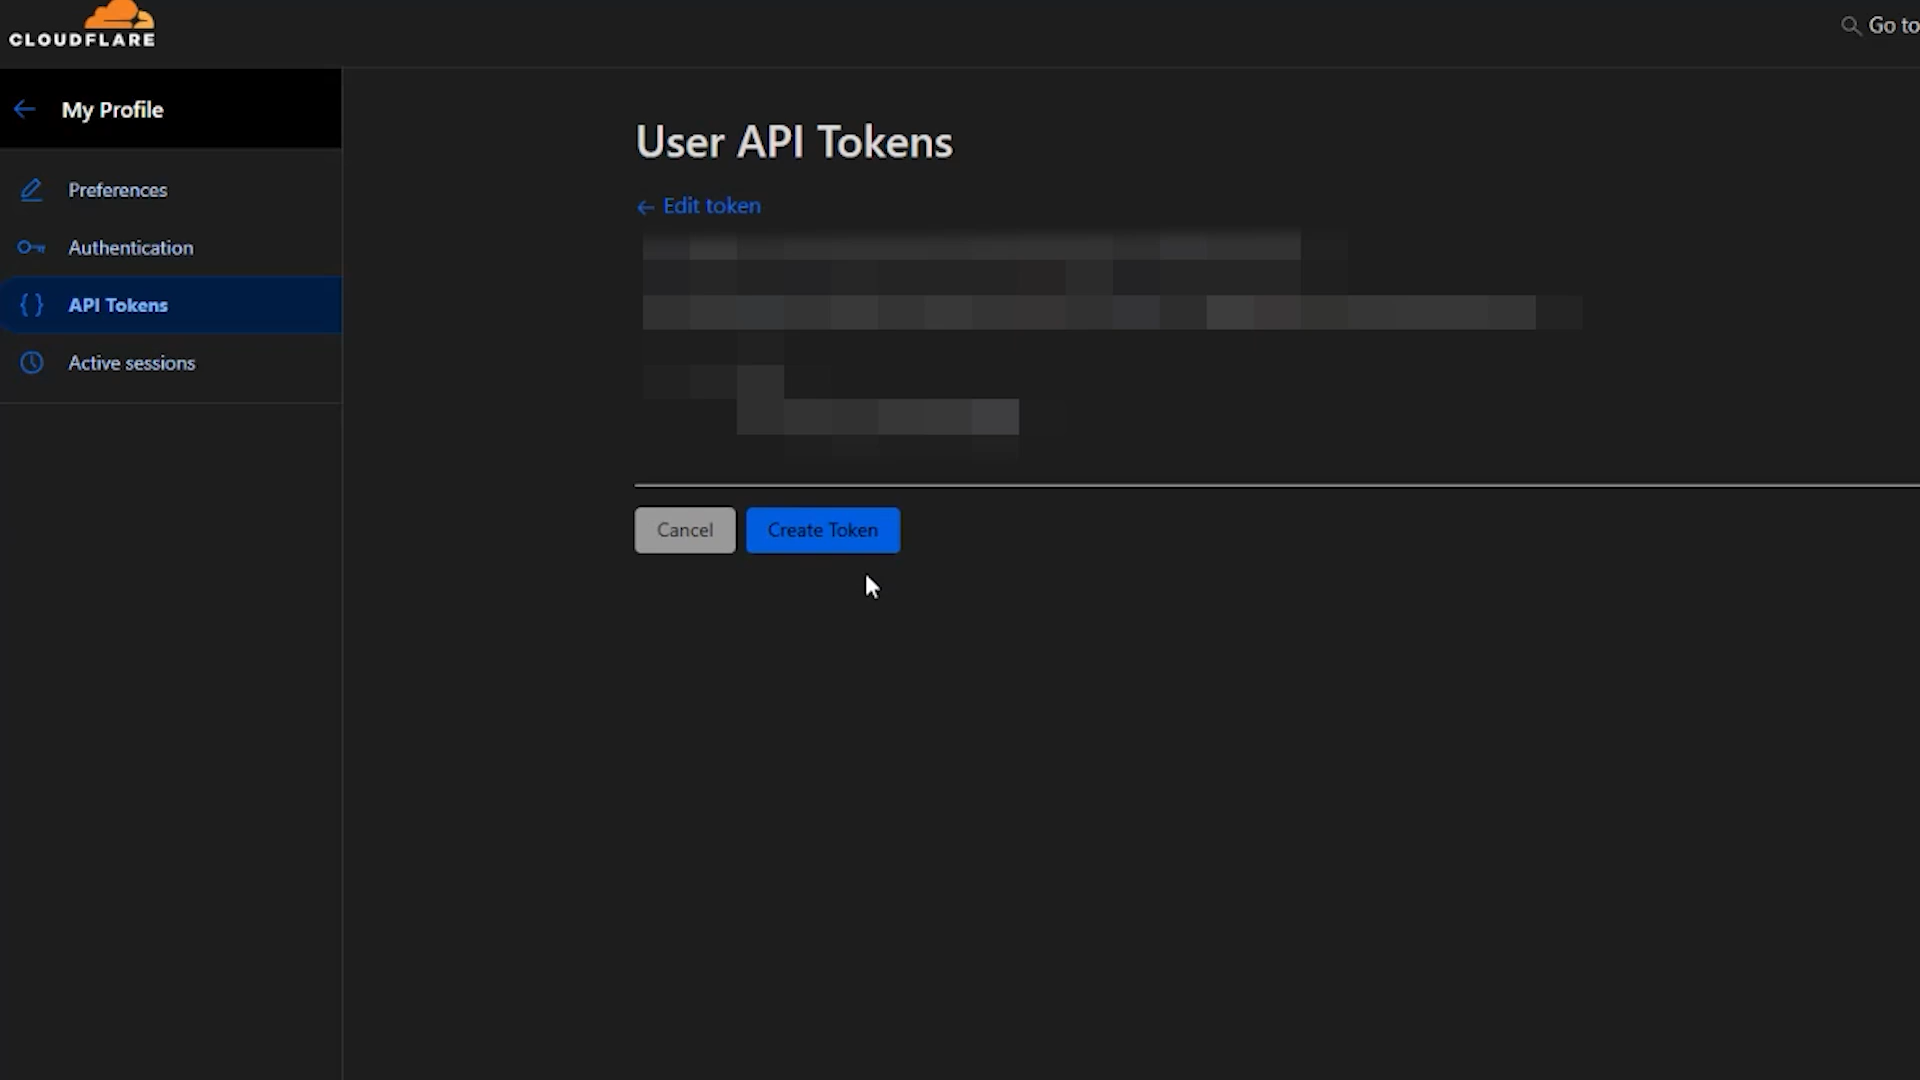 CLOUDFLARE
Go to
My Profile
Preferences
Authentication
API Tokens
Active sessions
User API Tokens
← Edit token
Cancel
Create Token